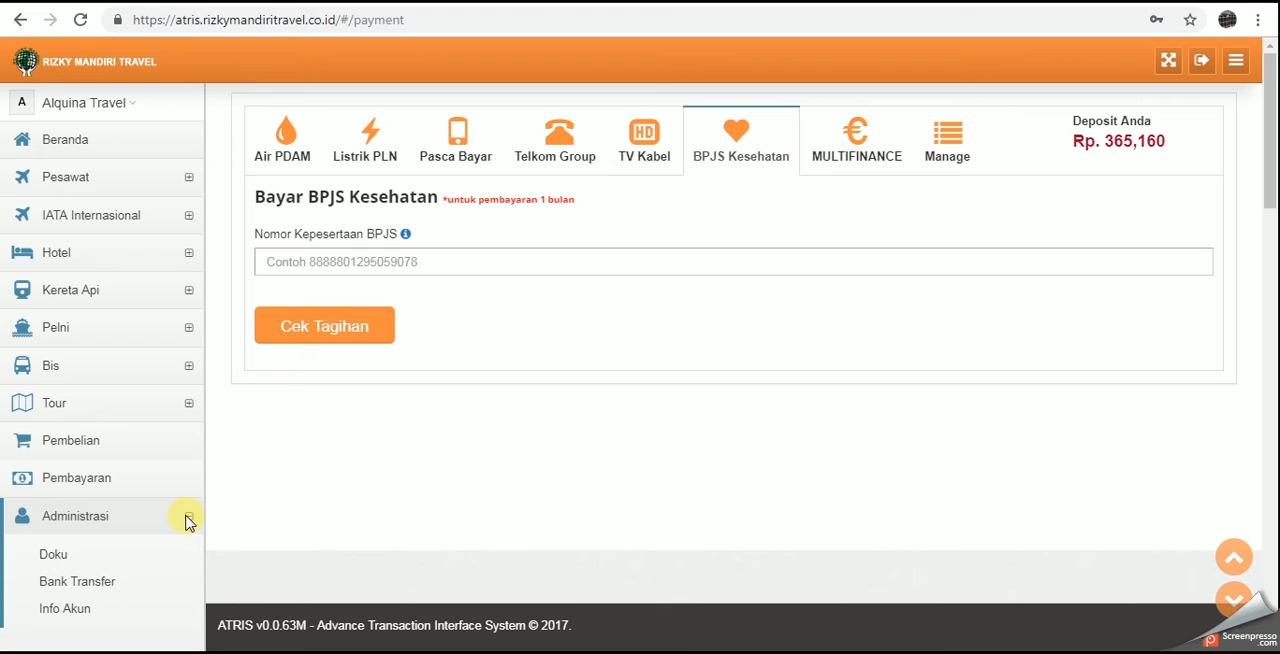 https://atris.rizkymandiritravel.co.id/#/payment
RIZKY MANDIRI TRAVEL
A Alquina Travel
Beranda
Pesawat
IATA Internasional
Hotel
Kereta Api
Pelni
Bis
Tour
Pembelian
Pembayaran
Administrasi
Doku
Bank Transfer
Info Akun
Air PDAM
Listrik PLN
Pasca Bayar
Telkom Group
HD
TV Kabel
BPJS Kesehatan
MULTIFINANCE
Manage
Deposit Anda
Rp. 365,160
Bayar BPJS Kesehatan *untuk pembayaran 1 bulan
Nomor Kepesertaan BPJS
Contoh 8888801295059078
Cek Tagihan
ATRIS v0.0.63M - Advance Transaction Interface System © 2017.
Screenpresso
.com